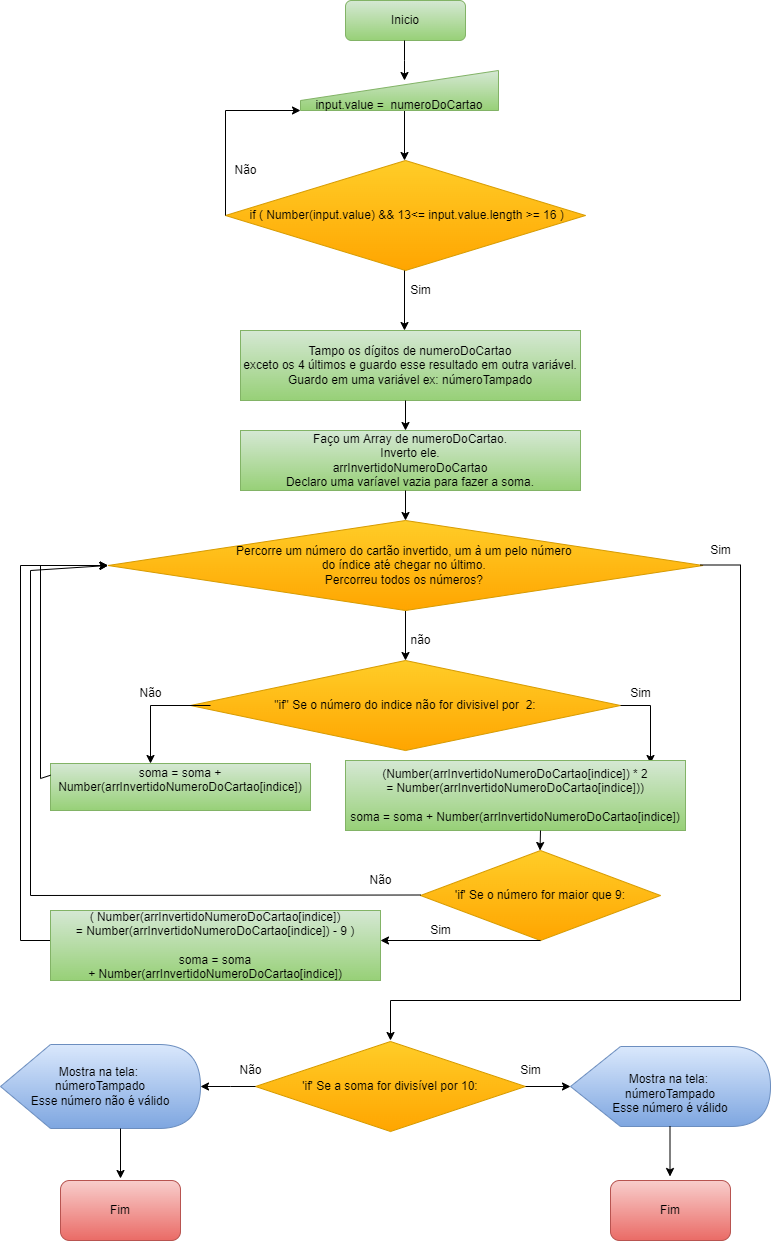 Inicio
input.value =  numeroDoCartao
Não
if ( Number(input.value) && 13<= input.value.length >= 16 )
Sim
Tampo os dígitos de numeroDoCartao
exceto os 4 últimos e guardo esse resultado em outra variável.
Guardo em uma variável ex: númeroTampado
Faço um Array de numeroDoCartao.
Inverto ele.
arrInvertidoNumeroDoCartao
Declaro uma varíavel vazia para fazer a soma.
Percorre um número do cartão invertido, um à um pelo número
do índice até chegar no último.
Percorreu todos os números?
Sim
não
"if" Se o número do indice não for divisivel por  2:
Não
Sim
soma = soma +
Number(arrInvertidoNumeroDoCartao[indice])
(Number(arrInvertidoNumeroDoCartao[indice]) * 2
= Number(arrInvertidoNumeroDoCartao[indice]))
soma = soma + Number(arrInvertidoNumeroDoCartao[indice])
Não
'if' Se o número for maior que 9:
Sim
( Number(arrInvertidoNumeroDoCartao[indice])
= Number(arrInvertidoNumeroDoCartao[indice]) - 9 )
soma = soma
+ Number(arrInvertidoNumeroDoCartao[indice])
'if' Se a soma for divisível por 10:
Não
Sim
Mostra na tela:
númeroTampado
Esse número não é válido
Mostra na tela:
númeroTampado
Esse número é válido
Fim
Fim